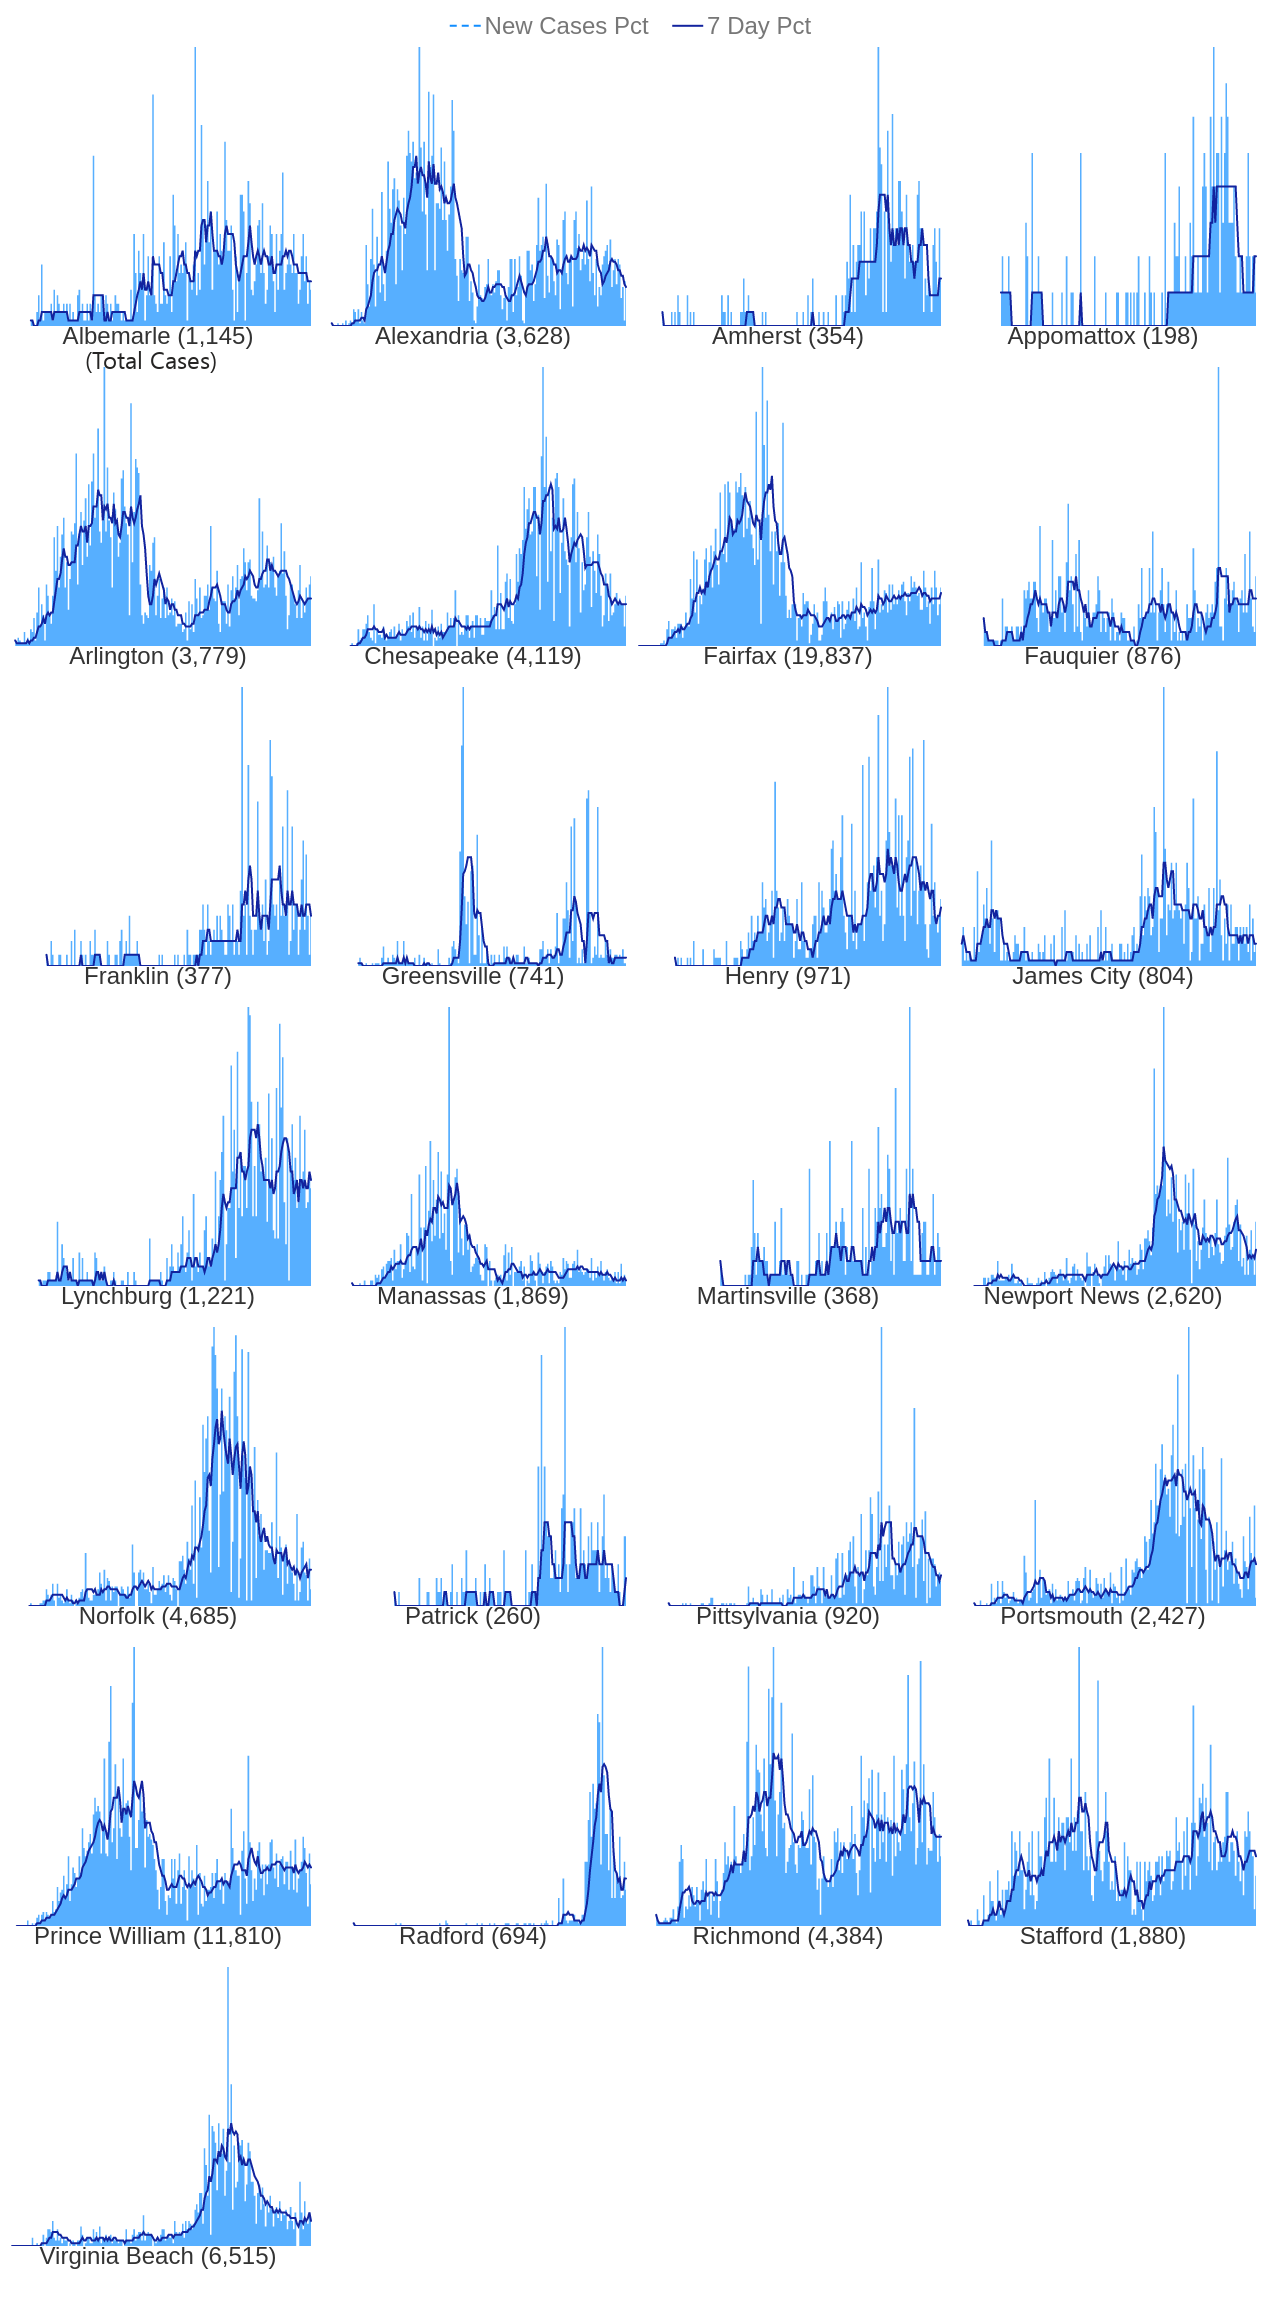 New Cases Pct 7 Day Pct
Albemarle (1,145) Alexandria (3,628) Amherst (354) Appomattox (198)
(Total Cases)
Arlington (3,779) Chesapeake (4,119) Fairfax (19,837) Fauquier (876)
Franklin (377) Greensville (741) Henry (971) James City (804)
Lynchburg (1,221) Manassas (1,869) Martinsville (368) Newport News (2,620)
Norfolk (4,685) Patrick (260) Pittsylvania (920) Portsmouth (2,427)
Prince William (11,810) Radford (694) Richmond (4,384) Stafford (1,880)
Virginia Beach (6,515)